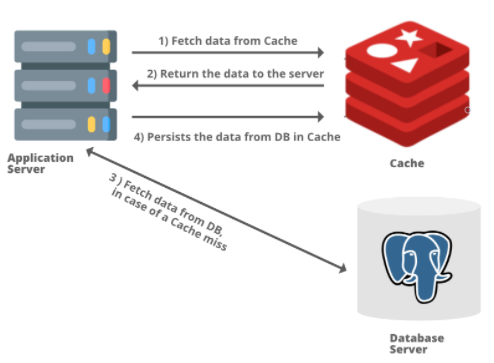 1) Fetch data from Cache
2) Return the data to the server
4) Persists the data from DB in Cache
Application
Server
Cache
3 ) Fetch data from DB,
in case of a Cache miss
Database
Server